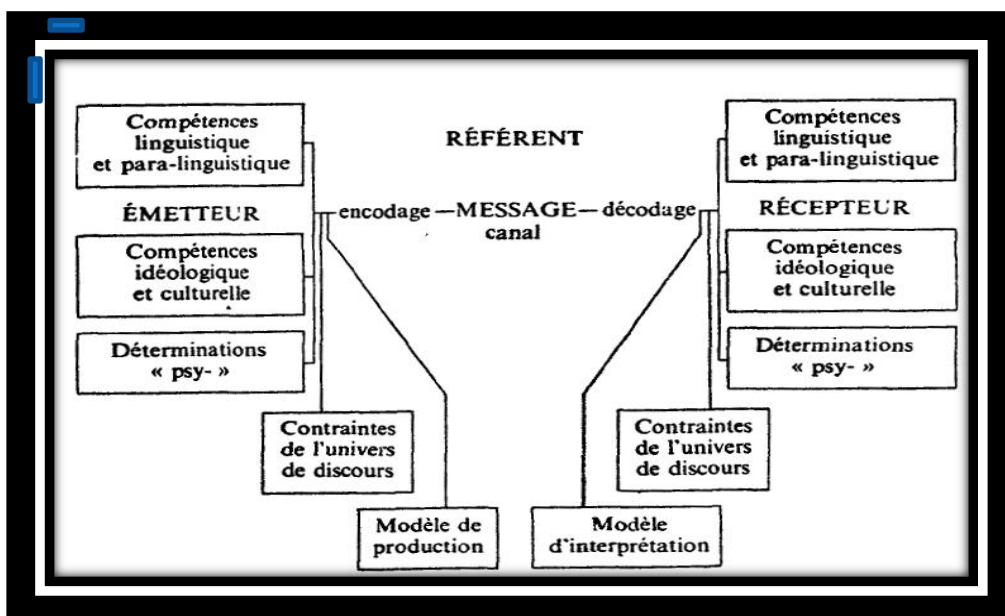 Compétences
linguistique
et para-linguistique
ÉMETTEUR
Compétences
idéologique
et culturelle
Déterminations
« psy- »
RÉFÉRENT
encodage — MESSAGE — décodage
canal
Compétences
linguistique
et para-linguistique
RÉCEPTEUR
Compétences
idéologique
et culturelle
Déterminations
« psy- »
Contraintes
de l'univers
de discours
Contraintes
de l'univers
de discours
Modèle de
production
Modèle
d'interprétation